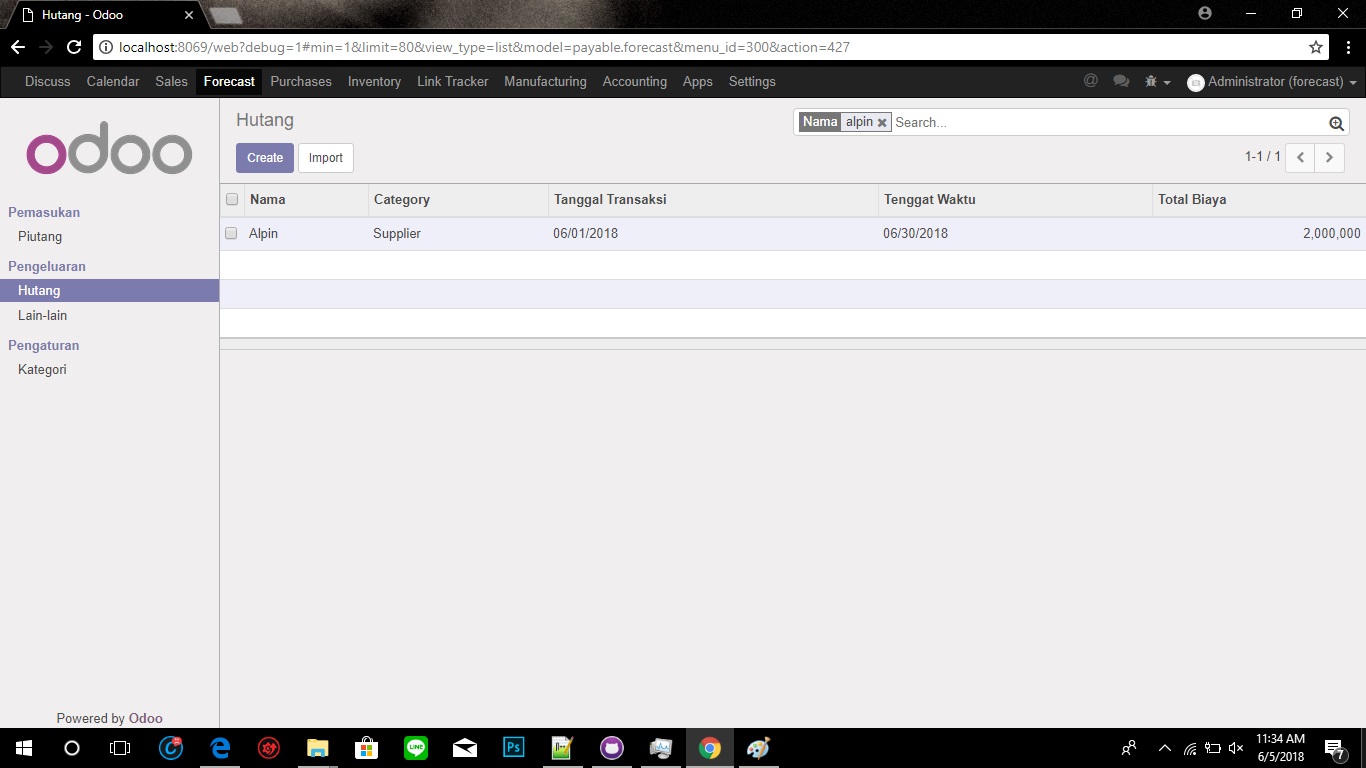 Hutang - Odoo
localhost:8069/web?debug=1#min=1&limit=80&view_type=list&model=payable.forecast&menu_id=300&action=427
Discuss Calendar Sales Forecast Purchases Inventory Link Tracker Manufacturing Accounting Apps Settings @ Administrator (forecast)
odoo
Hutang
Nama alpin Search...
Create Import
1-1 / 1
Pemasukan
Piutang
Pengeluaran
Hutang
Lain-lain
Pengaturan
Kategori
Nama Category Tanggal Transaksi Tenggat Waktu Total Biaya
Alpin Supplier 06/01/2018 06/30/2018 2,000,000
Powered by Odoo
LINE
Ps
11:34 AM
6/5/2018
7